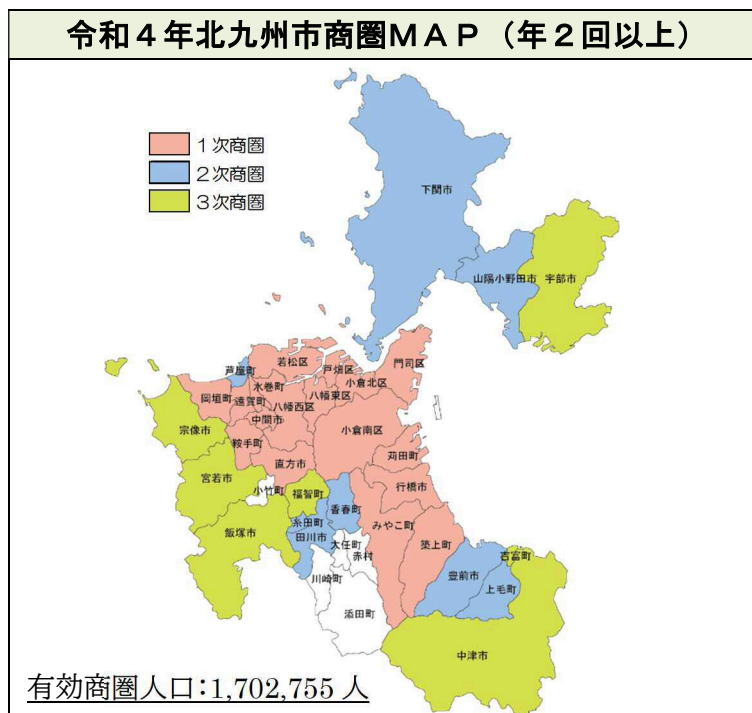 令和４年北九州市商圏ＭＡＰ（年２回以上）
１次商圏
２次商圏
３次商圏
下関市
山陽小野田市
宇部市
門司区
若松区
戸畑区
小倉北区
芦屋町
水巻町
八幡東区
岡垣町
遠賀町
八幡西区
中間市
宗像市
小倉南区
鞍手町
苅田町
直方市
宮若市
行橋市
小竹町
福智町
香春町
みやこ町
糸田町
飯塚市
田川市
大任町
築上町
赤村
吉富町
豊前市
川崎町
上毛町
添田町
中津市
有効商圏人口：1,702,755 人